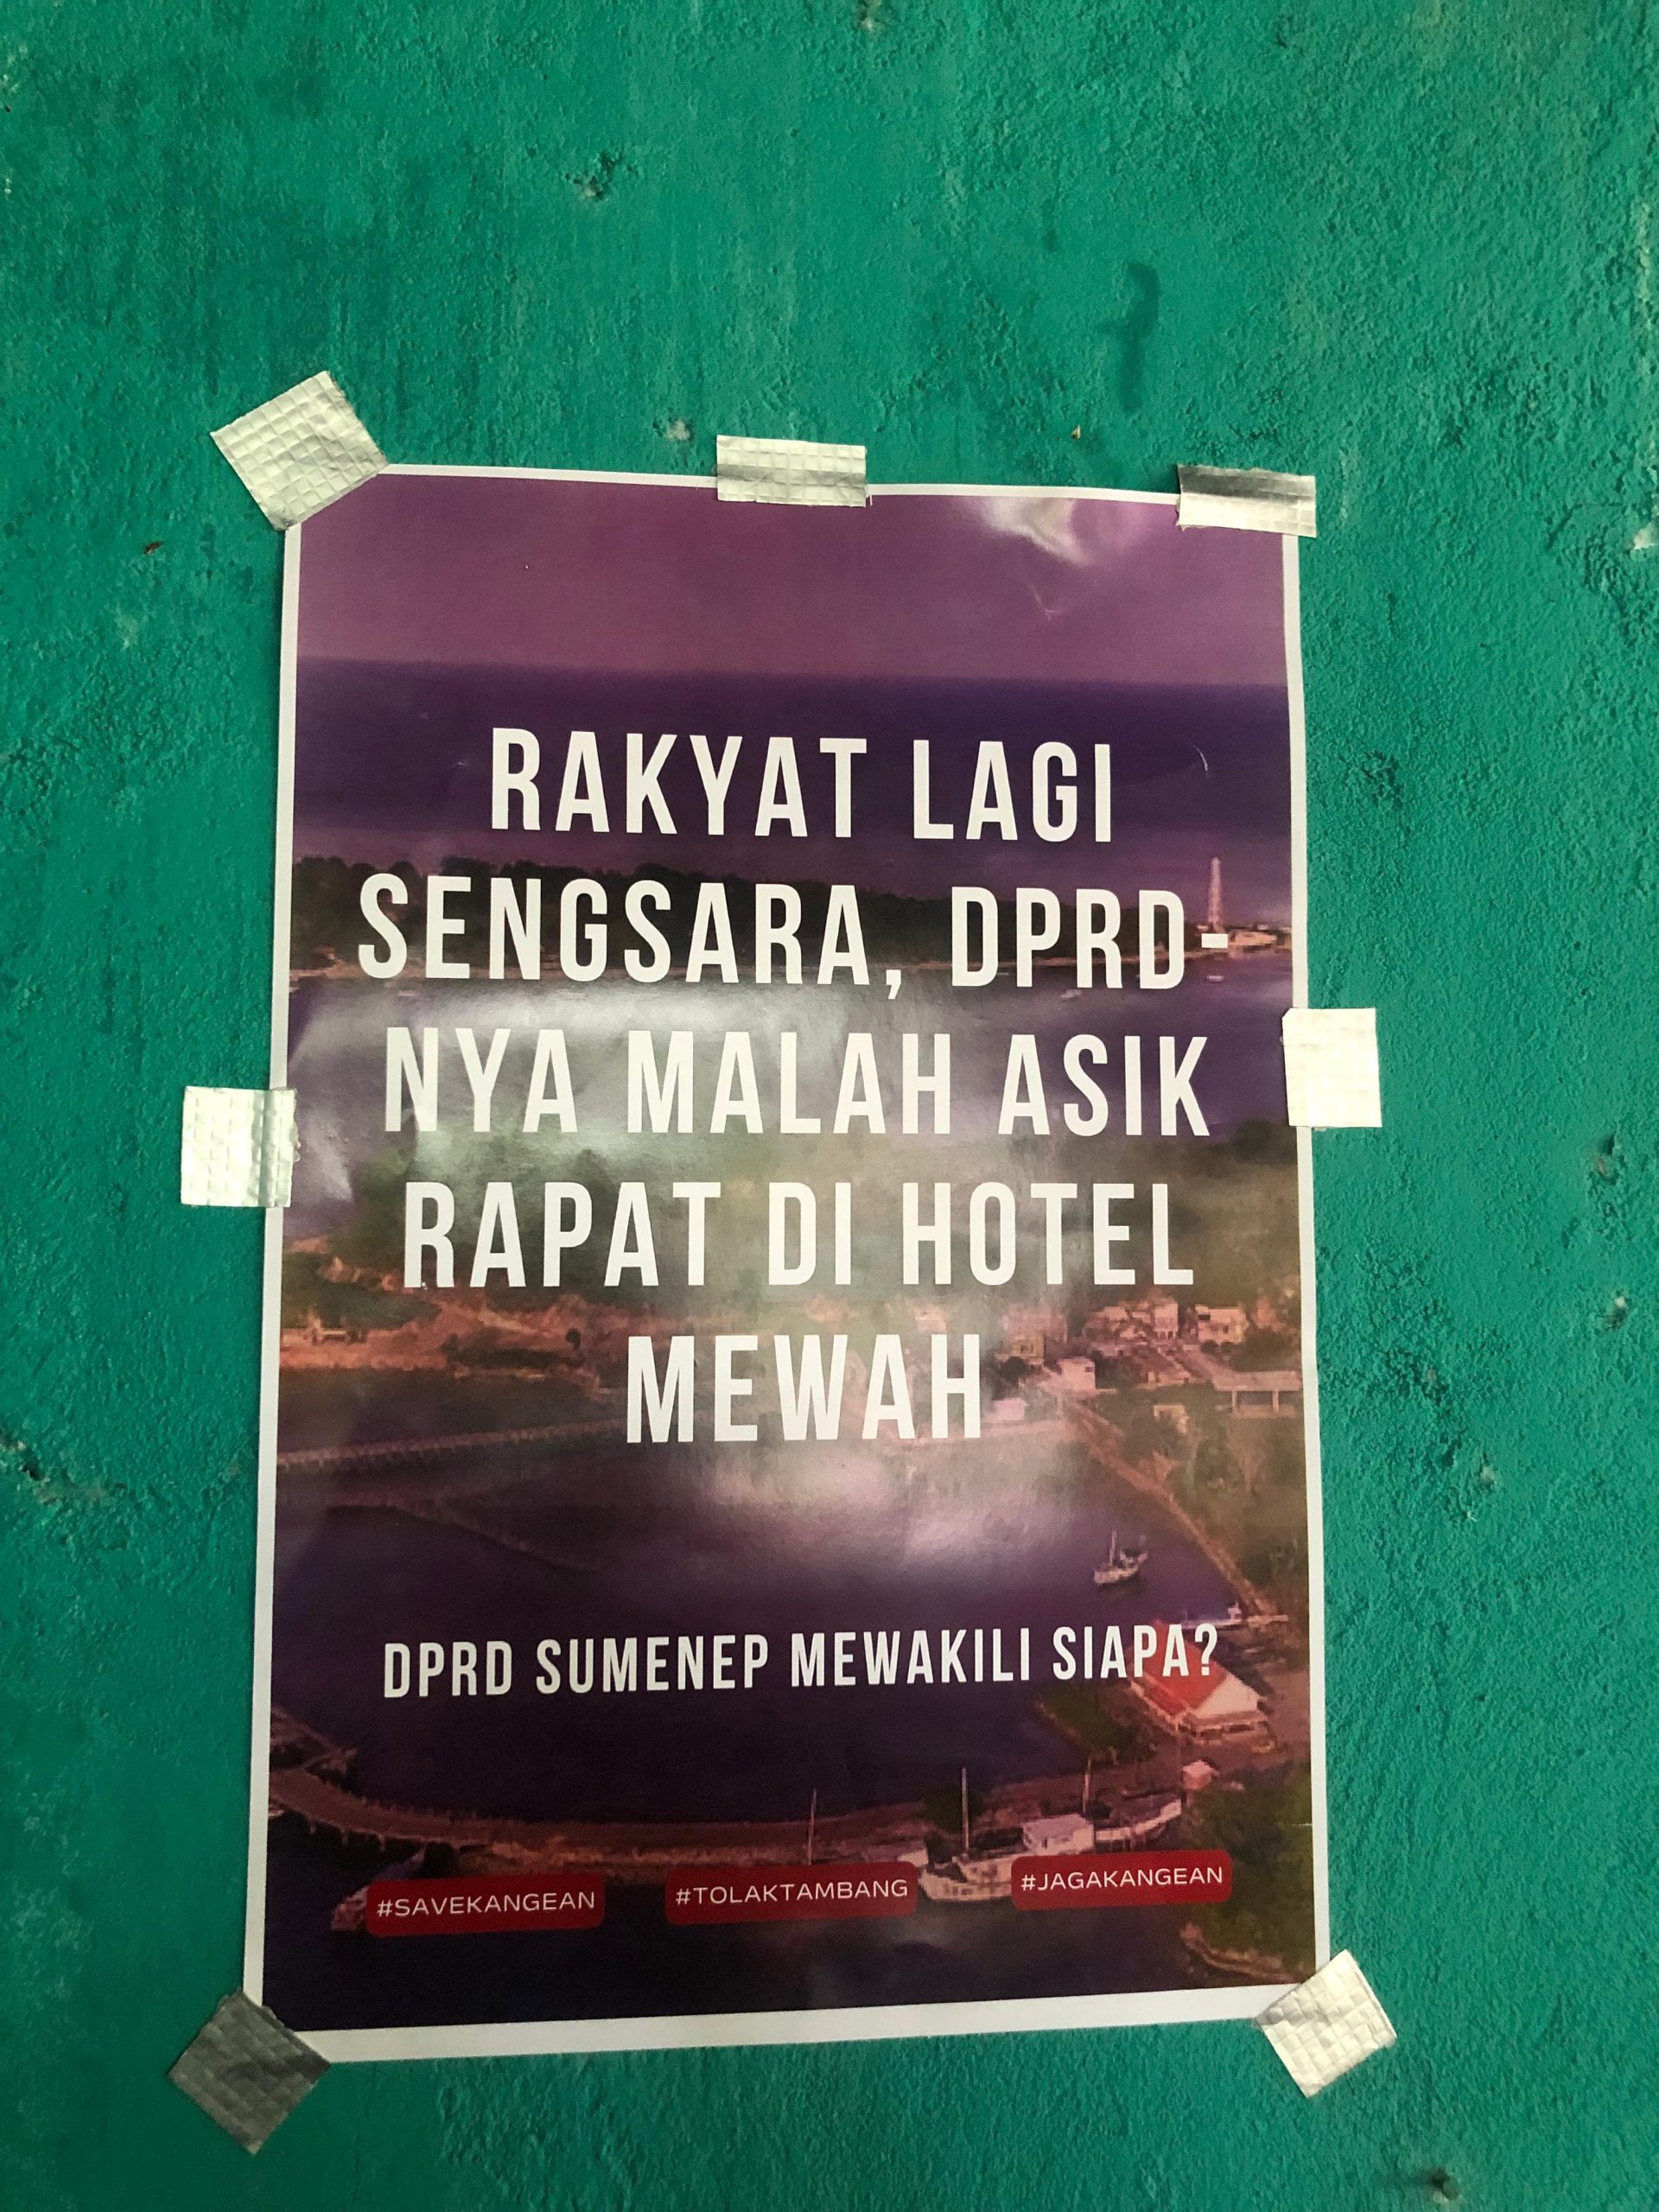 RAKYAT LAGI
SENGSARA, DPRD-
NYA MALAH ASIK
RAPAT DI HOTEL
MEWAH
DPRD SUMENEP MEWAKILI SIAPA?
#SAVEKANGEAN #TOLAKTAMBANG #JAGAKANGEAN